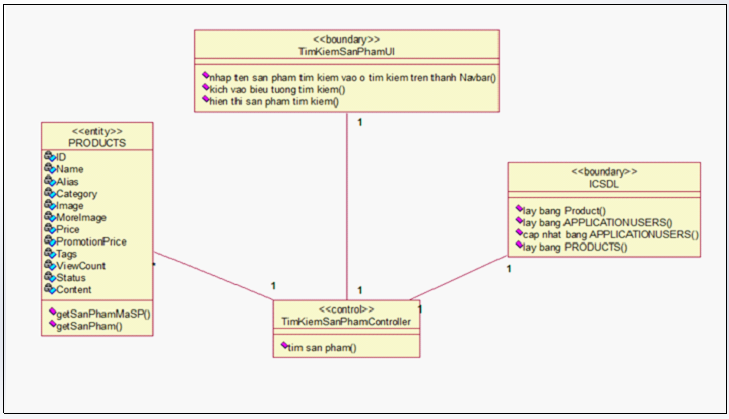 <<boundary>>
TimKiemSanPhamUI
nhap ten san pham tim kiem vao o tim kiem tren thanh Navbar()
kich vao bieu tuong tim kiem()
hien thi san pham tim kiem()
1
<<entity>>
PRODUCTS
ID
Name
Alias
Category
Image
MoreImage
Price
PromotionPrice
Tags
ViewCount
Status
Content
getSanPhamMaSP()
getSanPham()
*
<<boundary>>
ICSDL
lay bang Product()
lay bang APPLICATIONUSERS()
cap nhat bang APPLICATIONUSERS()
lay bang PRODUCTS()
1
1
1
1
<<control>>
TimKiemSanPhamController
tim san pham()